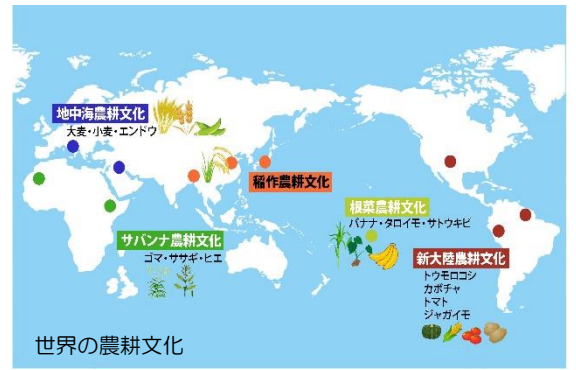 地中海農耕文化
大麦・小麦・エンドウ
稲作農耕文化
サバンナ農耕文化
ゴマ・ササギ・ヒエ
根菜農耕文化
バナナ・タロイモ・サトウキビ
新大陸農耕文化
トウモロコシ
カボチャ
トマト
ジャガイモ
世界の農耕文化